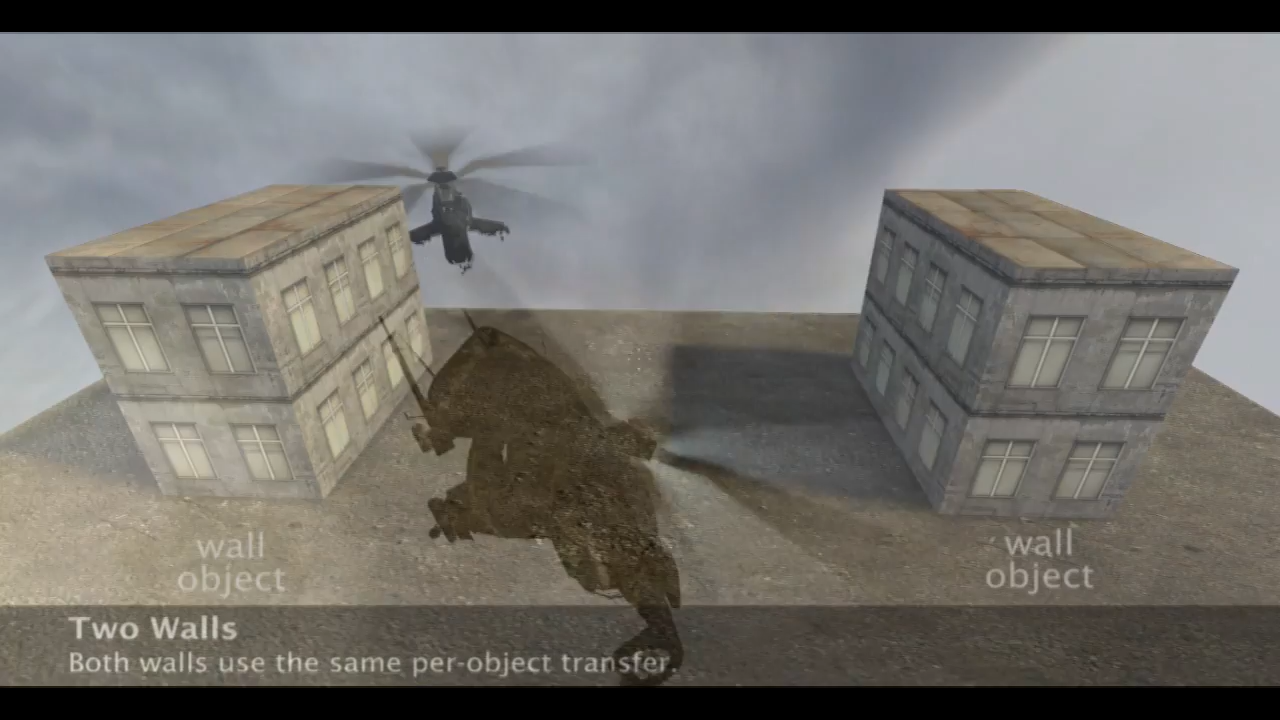 wall
object
wall
object
Two Walls
Both walls use the same per-object transfer.